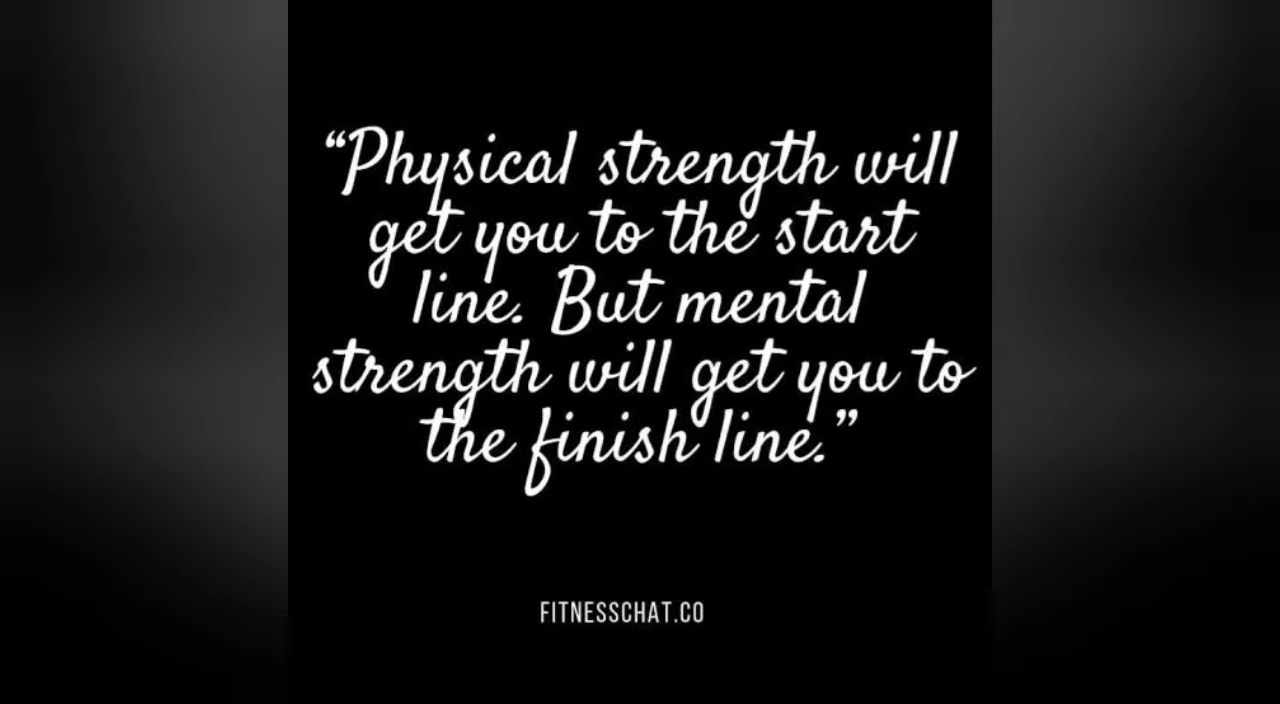 “Physical strength will
get you to the start
line. But mental
strength will get you to
the finish line.”
FITNESSCHAT.CO